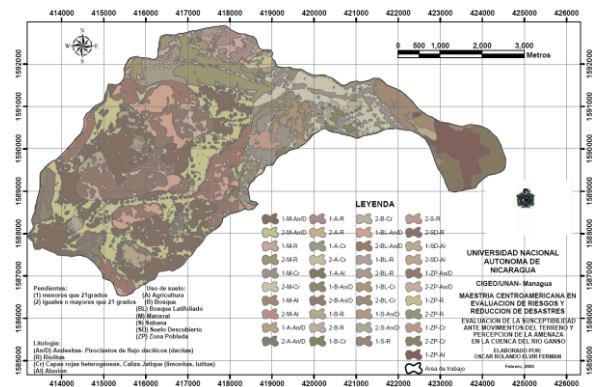 414000 415000 416000 417000 418000 419000 420000 421000 422000 423000 424000 425000 426000
1592000
1591000
1590000
1589000
1588000
1587000
1586000
1585000
N
W E
S
0 500 1,000 2,000 3,000
Metros
LEYENDA
1-M-An/D 1-A-R 2-B-Cr 2-S-R
2-M-An/D 2-A-R 1-BL-An/D 2-SD-R
1-M-R 1-A-Cr 2-BL-An/D 1-SD-Al
2-M-R 2-A-Cr 1-BL-R 2-SD-Al
1-M-Cr 1-A-Al 2-BL-R 1-ZP-An/D
2-M-Cr 1-B-An/D 1-BL-Cr 2-ZP-An/D
1-M-Al 2-B-An/D 2-BL-Cr 1-ZP-R
2-M-Al 1-B-R 1-S-An/D 2-ZP-R
1-A-An/D 2-B-R 2-S-An/D 1-ZP-Cr
2-A-An/D 1-B-Cr 1-S-R 2-ZP-Cr
1-ZP-Al
Área de trabajo
Pendientes:
(1) menores que 21grados
(2) iguales o mayores que 21 grados
Uso de suelo:
(A) Agricultura
(B) Bosque
(BL) Bosque Latifoliado
(M) Matorral
(S) Sabana
(SD) Suelo Descubierto
(ZP) Zona Poblada
Litología:
(An/D) Andesitas- Piroclastos de flujo dacíticos (dacitas)
(R) Riolitas
(Cr) Capas rojas heterogéneas, Caliza Jatique (limonitas, lutitas)
(Al) Aluvión
UNIVERSIDAD NACIONAL
AUTONOMA DE
NICARAGUA
CIGEO/UNAN- Managua
MAESTRIA CENTROAMERICANA EN
EVALUACION DE RIESGOS Y
REDUCCION DE DESASTRES
EVALUACION DE LA SUSCEPTIBILIDAD
ANTE MOVIMIENTOS DEL TERRENO Y
PERCEPCION DE LA AMENAZA
EN LA CUENCA DEL RIO GANSO
ELABORADO POR:
OSCAR ROLANDO ELVIR FERMAN
Febrero, 2005